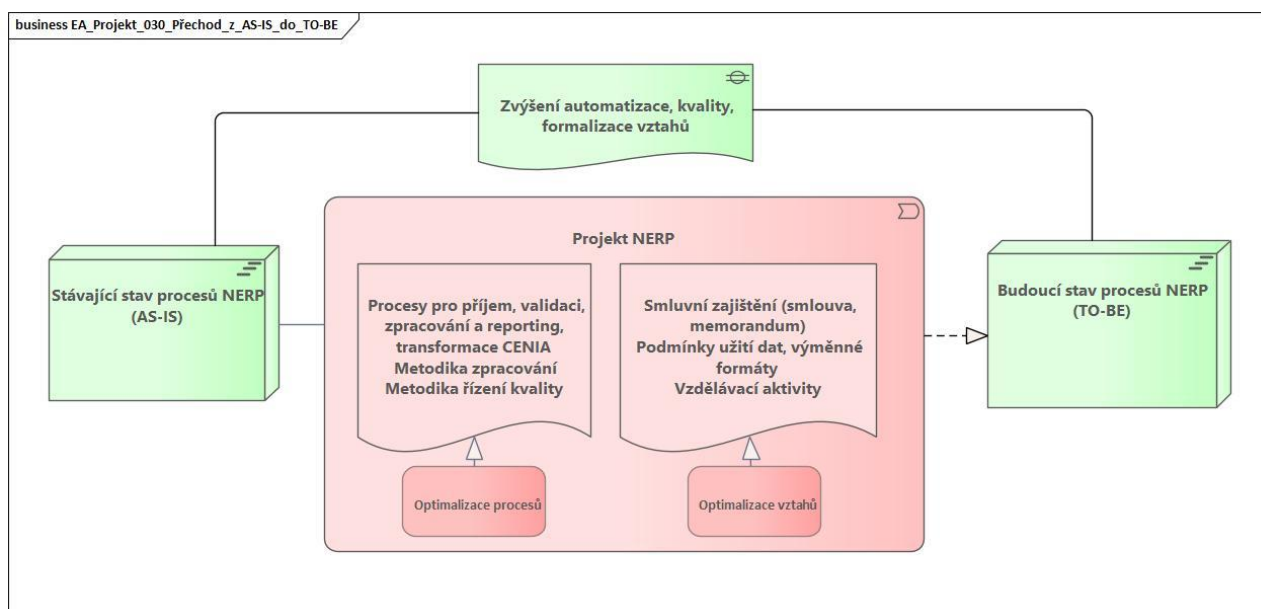 business EA_Projekt_030_Přechod_z_AS-IS_do_TO-BE
Zvýšení automatizace, kvality,
formalizace vztahů
Projekt NERP
Stávající stav procesů NERP
(AS-IS)
Procesy pro příjem, validaci,
zpracování a reporting,
transformace CENIA
Metodika zpracování
Metodika řízení kvality
Smluvní zajištění (smlouva,
memorandum)
Podmínky užití dat, výměnné
formáty
Vzdělávací aktivity
Budoucí stav procesů NERP
(TO-BE)
Optimalizace procesů
Optimalizace vztahů